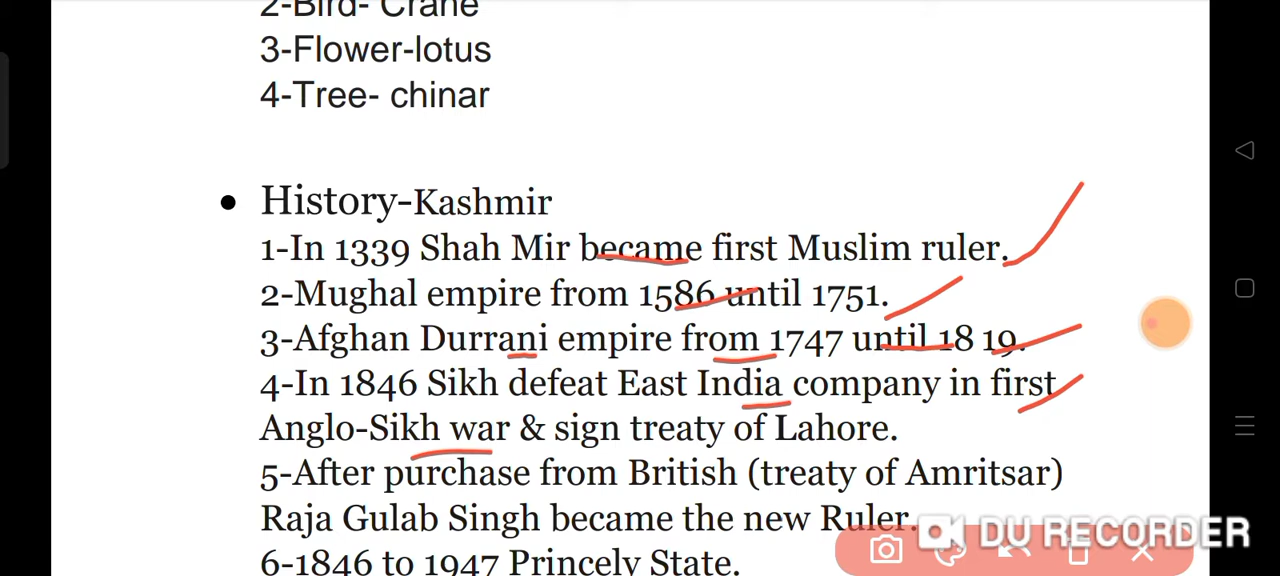 2-Bird- Crane
3-Flower-lotus
4-Tree- chinar
• History-Kashmir
1-In 1339 Shah Mir became first Muslim ruler.
2-Mughal empire from 1586 until 1751.
3-Afghan Durrani empire from 1747 until 18 19.
4-In 1846 Sikh defeat East India company in first
Anglo-Sikh war & sign treaty of Lahore.
5-After purchase from British (treaty of Amritsar)
Raja Gulab Singh became the new Ruler.
DU RECORDER
6-1846 to 1947 Princely State.